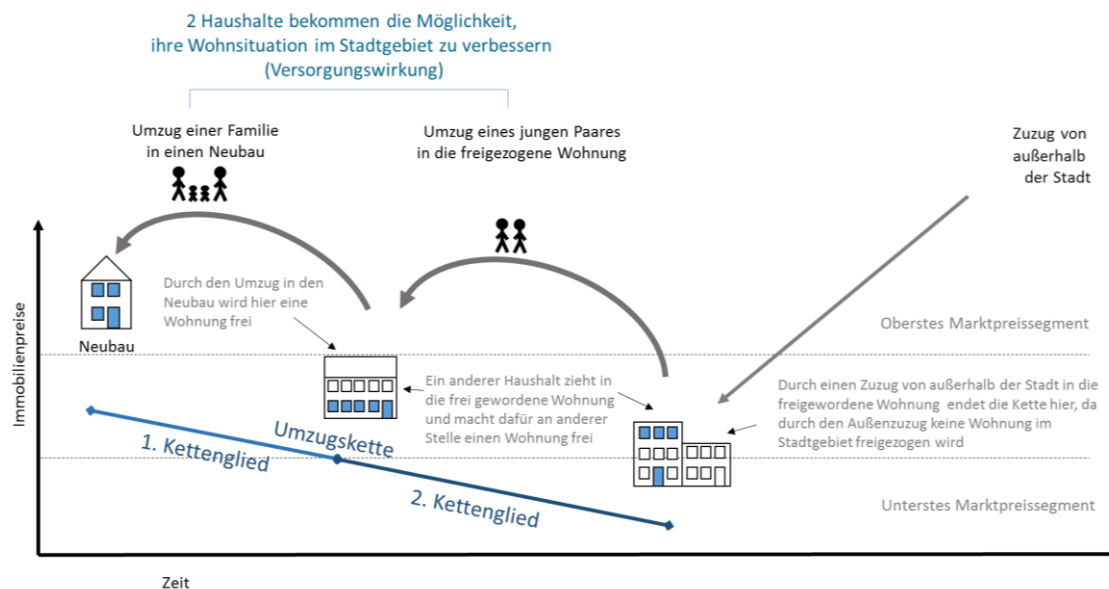 2 Haushalte bekommen die Möglichkeit,
ihre Wohnsituation im Stadtgebiet zu verbessern
(Versorgungswirkung)
Umzug einer Familie
in einen Neubau
Umzug eines jungen Paares
in die freigezogene Wohnung
Zuzug von
außerhalb
der Stadt
Immobilienpreise
Durch den Umzug in den
Neubau wird hier eine
Wohnung frei
Neubau
Oberstes Marktpreissegment
Ein anderer Haushalt zieht in
die frei gewordene Wohnung
und macht dafür an anderer
Stelle einen Wohnung frei
Durch einen Zuzug von außerhalb der Stadt in die
freigewordene Wohnung endet die Kette hier, da
durch den Außenzuzug keine Wohnung im
Stadtgebiet freigezogen wird
Umzugskette
1. Kettenglied
2. Kettenglied
Unterstes Marktpreissegment
Zeit